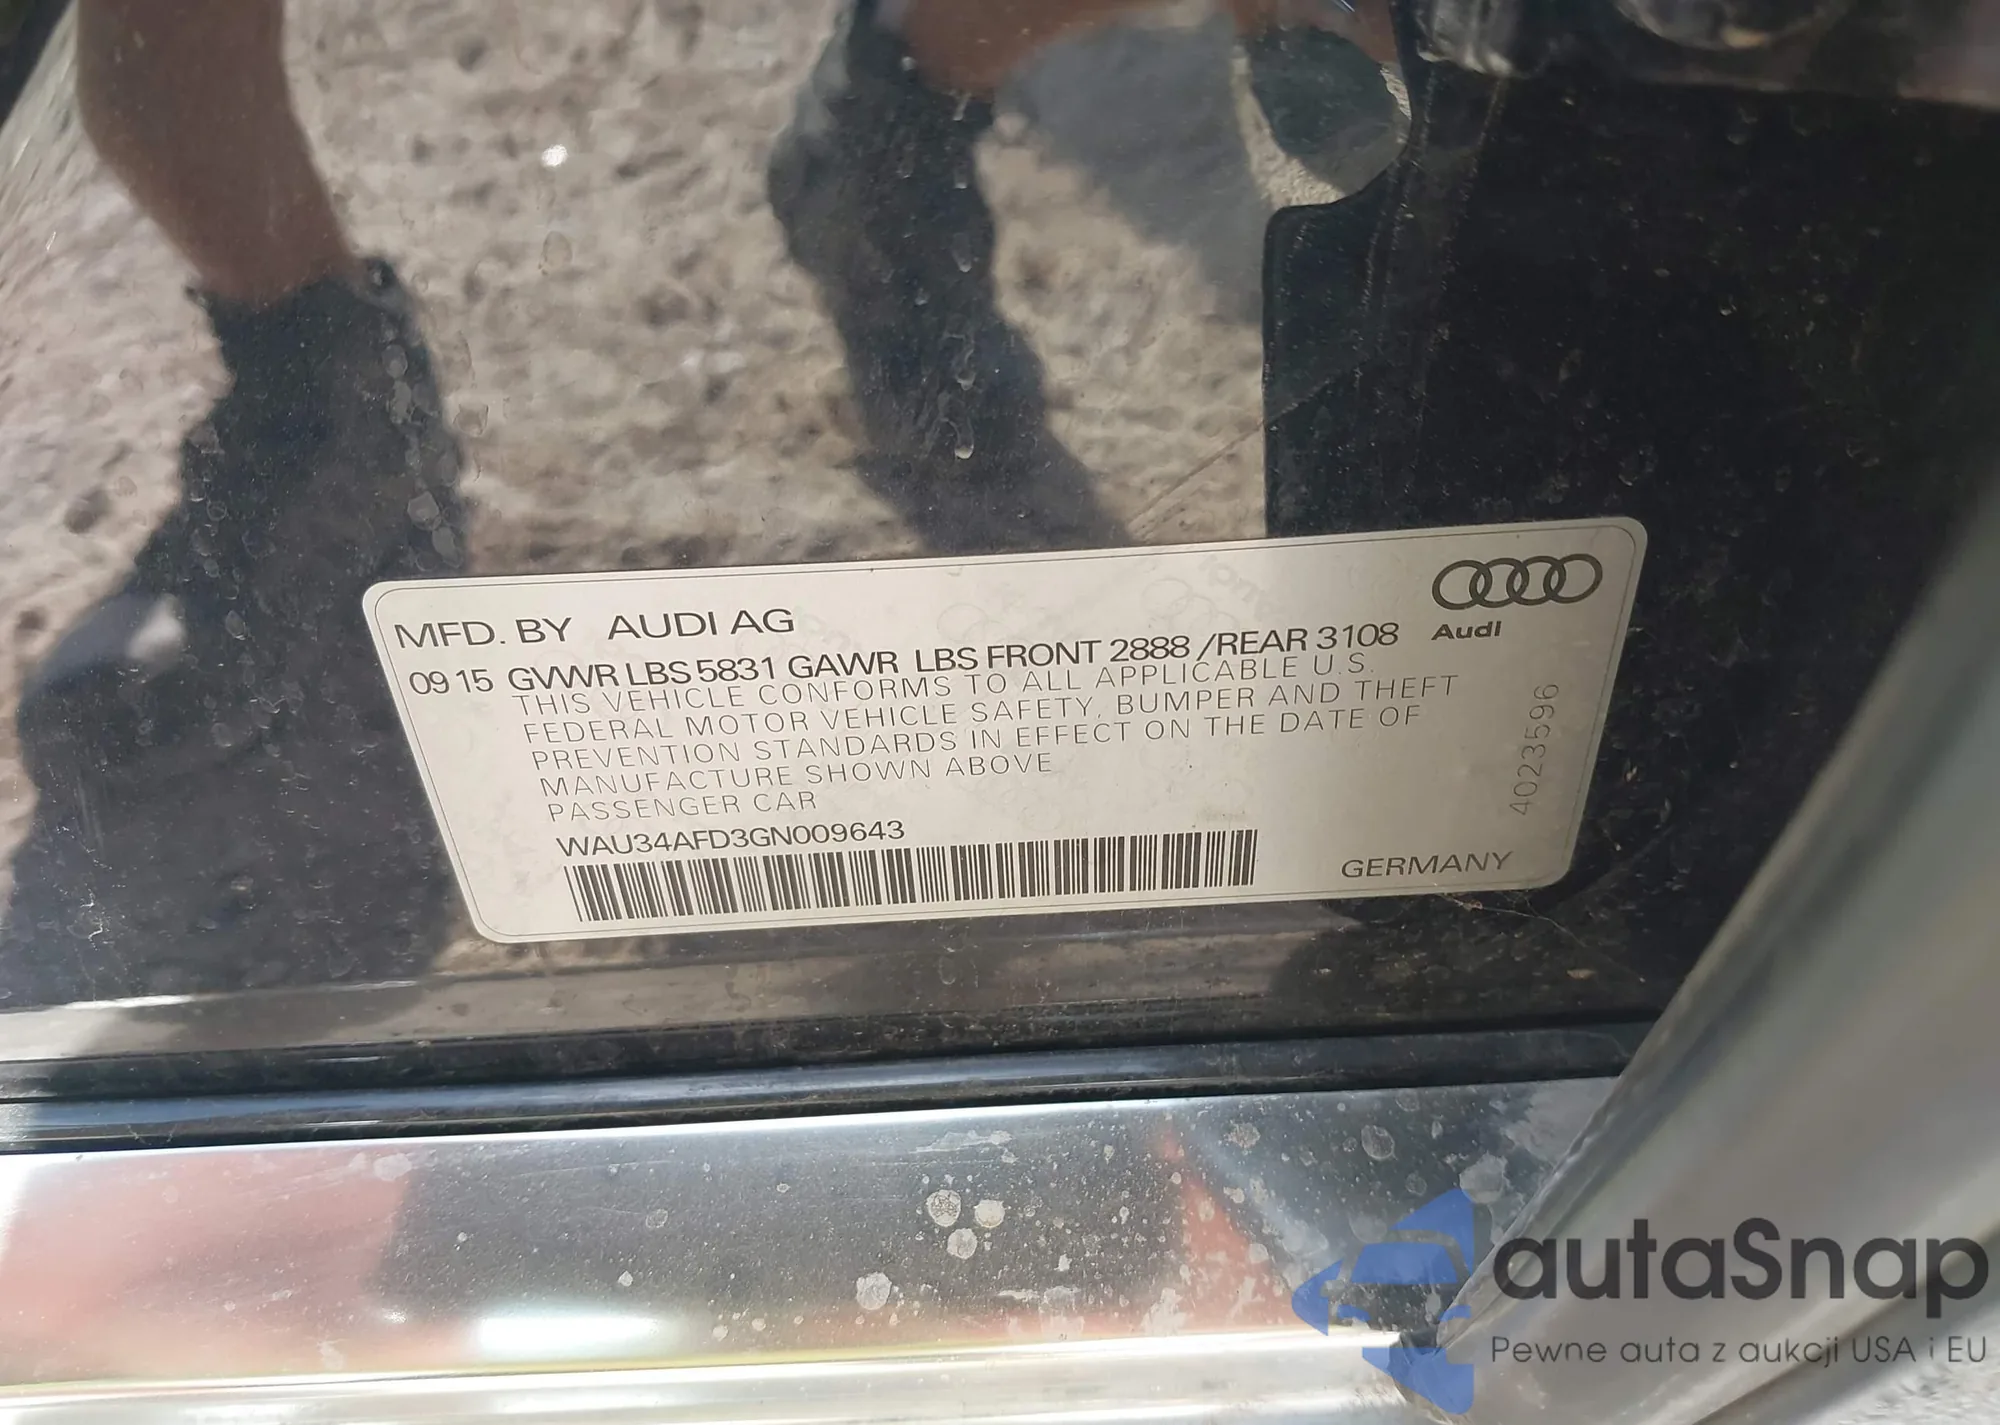 MFD. BY AUDI AG
09 15 GVWR LBS 5831 GAWR LBS FRONT 2888 /REAR 3108
THIS VEHICLE CONFORMS TO ALL APPLICABLE U.S.
FEDERAL MOTOR VEHICLE SAFETY, BUMPER AND THEFT
PREVENTION STANDARDS IN EFFECT ON THE DATE OF
MANUFACTURE SHOWN ABOVE
PASSENGER CAR
WAU34AFD3GN009643
GERMANY
Audi
40235596
autaSnap
Pewne auta z aukcji USA i EU